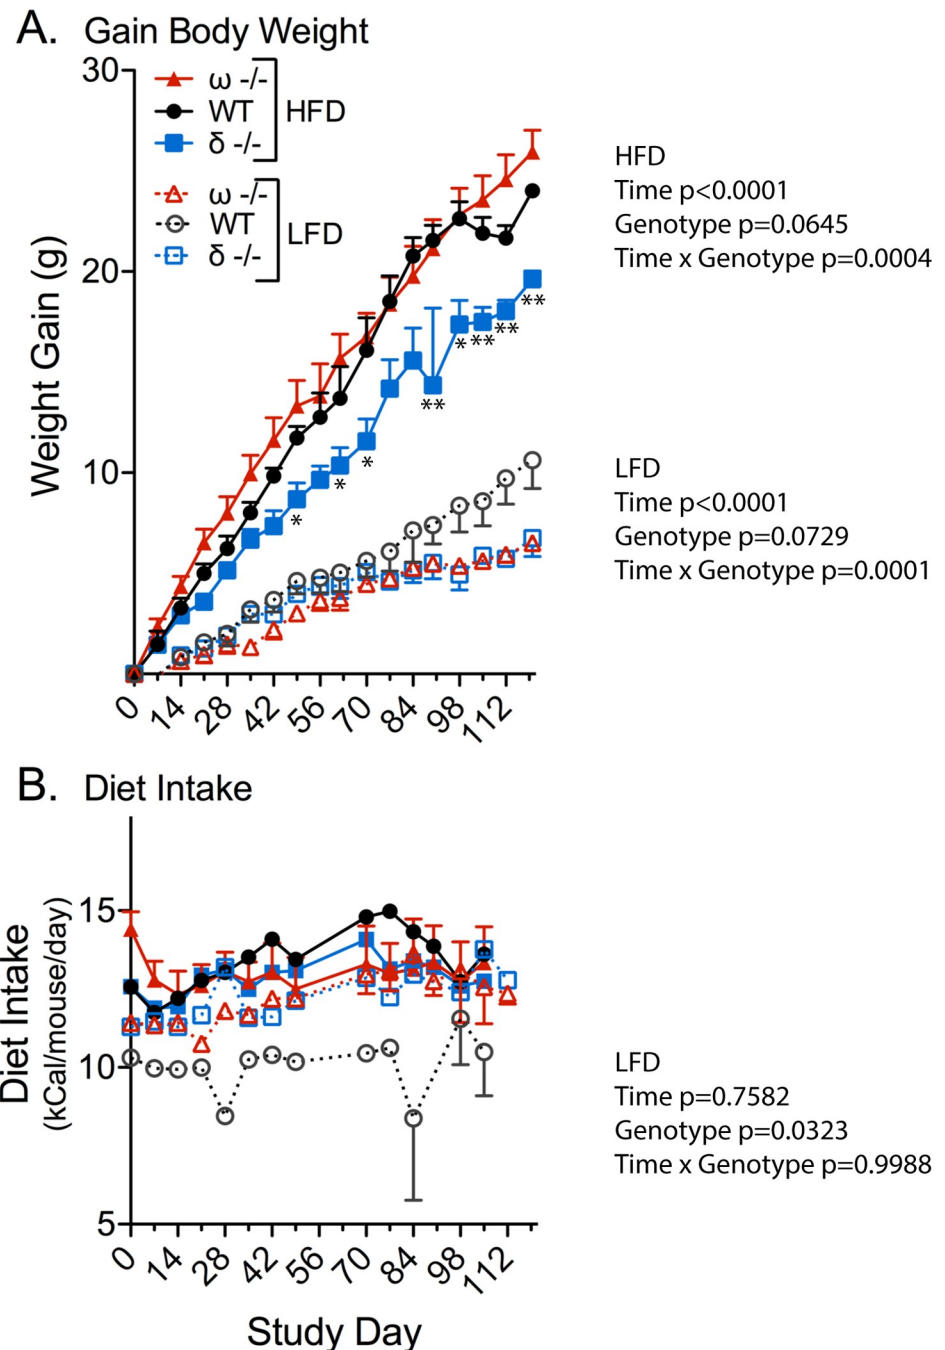 A. Gain Body Weight
30
20
10
Weight Gain (g)
ω -/-
WT
δ -/-
HFD
ω -/-
WT
δ -/-
LFD
*
*
*
**
*
**
**
**
0
14
28
42
56
70
84
98
112
HFD
Time p<0.0001
Genotype p=0.0645
Time x Genotype p=0.0004
LFD
Time p<0.0001
Genotype p=0.0729
Time x Genotype p=0.0001
B. Diet Intake
15
10
5
Diet Intake
(kCal/mouse/day)
0
14
28
42
56
70
84
98
112
Study Day
LFD
Time p=0.7582
Genotype p=0.0323
Time x Genotype p=0.9988